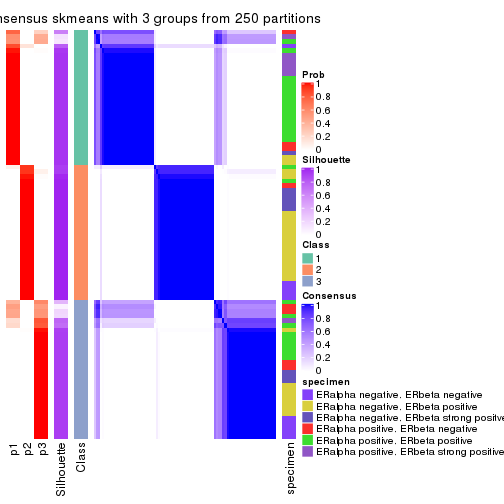 nsensus skmeans with 3 groups from 250 partitions
Prob
1
0.8
0.6
0.4
0.2
0
Silhouette
1
0.8
0.6
0.4
0.2
0
Class
1
2
3
Consensus
1
0.8
0.6
0.4
0.2
0
specimen
ERalpha negative. ERbeta negative
ERalpha negative. ERbeta positive
ERalpha negative. ERbeta strong positive
ERalpha positive. ERbeta negative
ERalpha positive. ERbeta positive
ERalpha positive. ERbeta strong positive
p1
p2
p3
Silhouette
Class
specimen